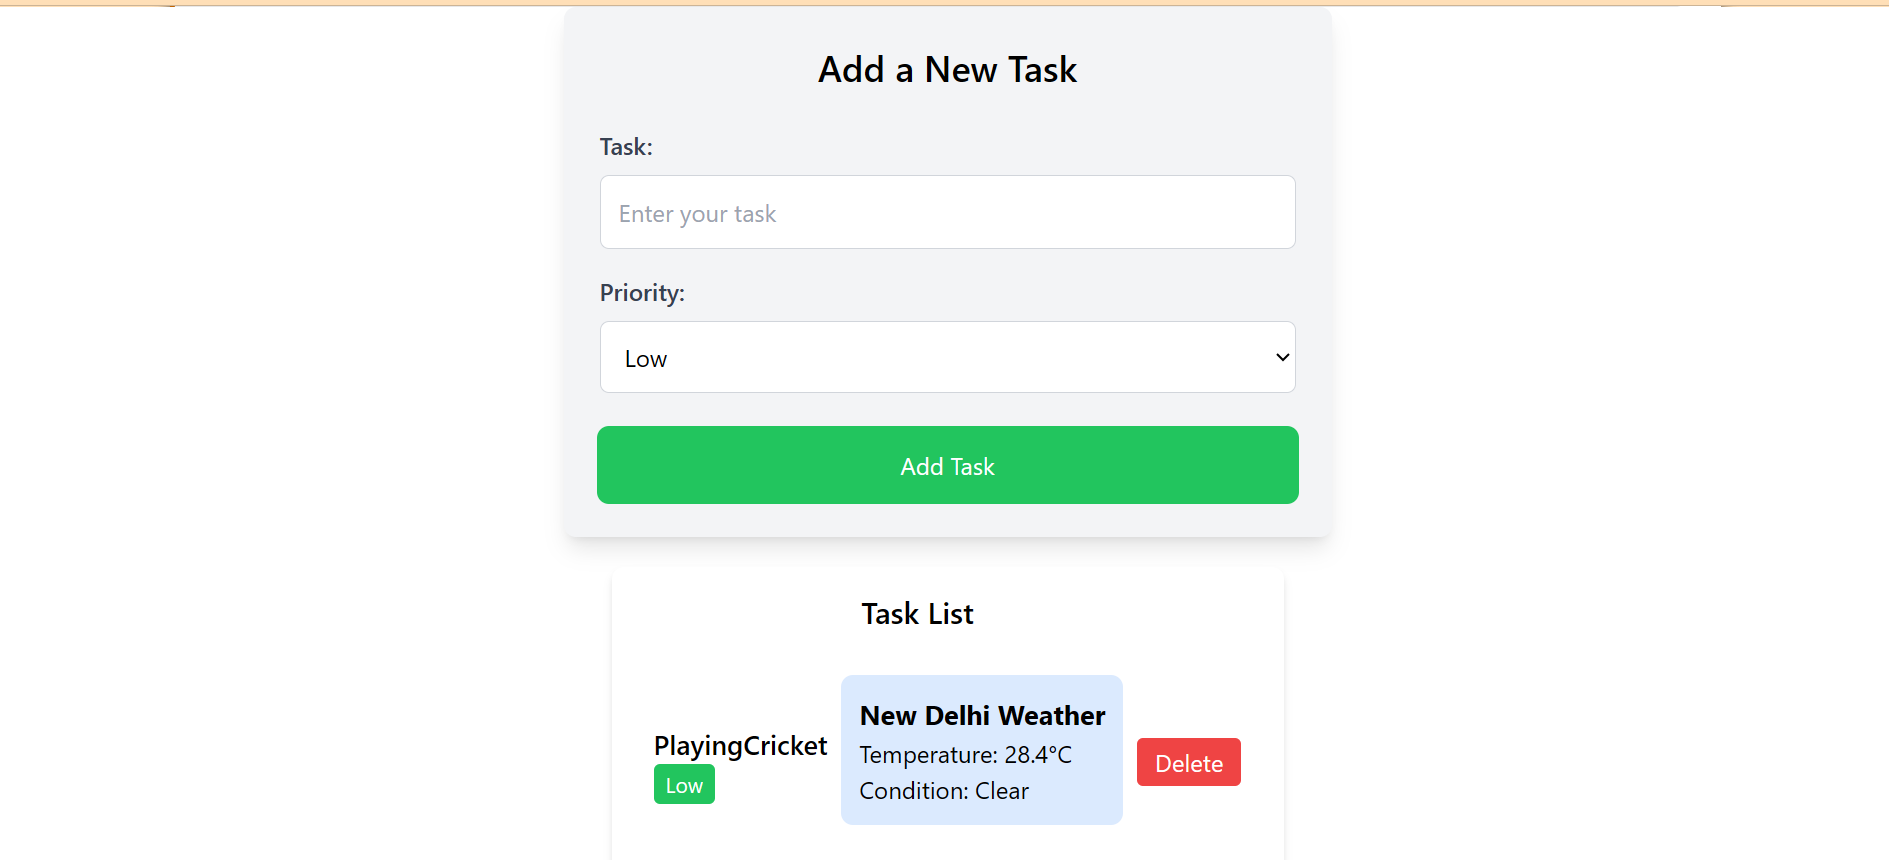 Add a New Task
Task:
Enter your task
Priority:
Low
Add Task
Task List
PlayingCricket
Low
New Delhi Weather
Temperature: 28.4°C
Condition: Clear
Delete